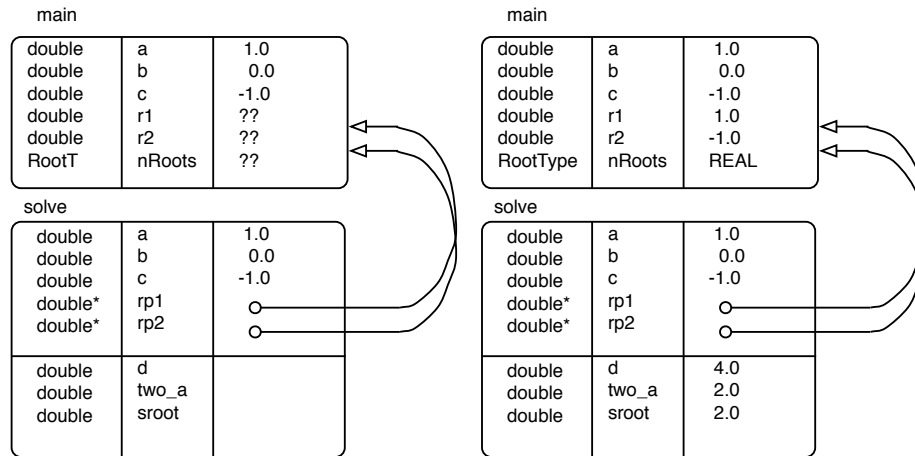 main
double a 1.0
double b 0.0
double c -1.0
double r1 ??
double r2 ??
RootT nRoots ??
solve
double a 1.0
double b 0.0
double c -1.0
double* rp1
double* rp2
double d
double two_a
double sroot
main
double a 1.0
double b 0.0
double c -1.0
double r1 1.0
double r2 -1.0
RootType nRoots REAL
solve
double a 1.0
double b 0.0
double c -1.0
double* rp1
double* rp2
double d 4.0
double two_a 2.0
double sroot 2.0